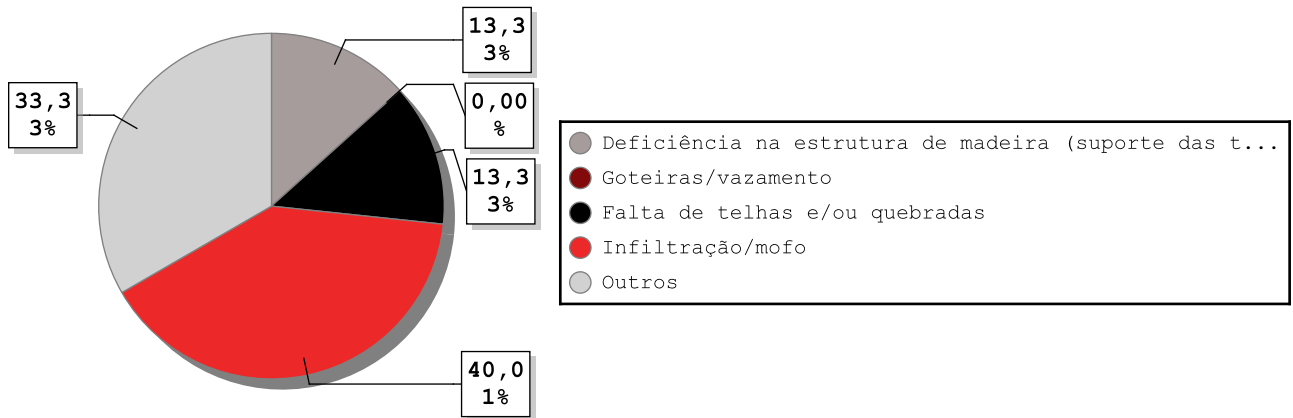 13,3
3%
0,00
%
13,3
3%
40,0
1%
33,3
3%
Deficiência na estrutura de madeira (suporte das t...
Goteiras/vazamento
Falta de telhas e/ou quebradas
Infiltração/mofo
Outros